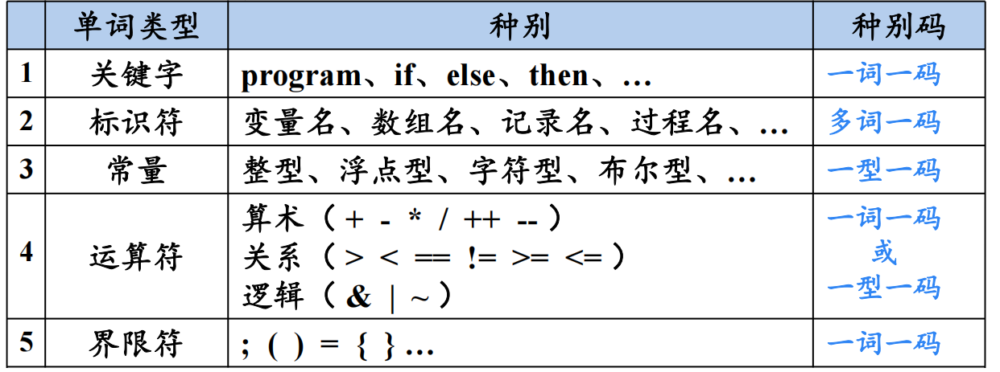 单词类型 种别 种别码
1 关键字 program、if、else、then、… 一词一码
2 标识符 变量名、数组名、记录名、过程名、… 多词一码
3 常量 整型、浮点型、字符型、布尔型、… 一型一码
4 运算符 算术（ + - * / ++ -- ） 一词一码
关系（ > < == != >= <= ） 或
逻辑（ & | ~ ） 一型一码
5 界限符 ; ( ) = { } … 一词一码